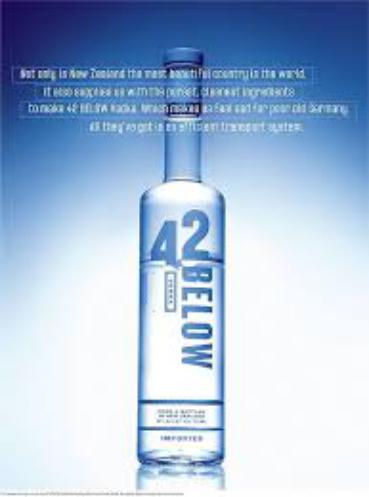 Not only is New Zealand the most beautiful country in the world,
it also supplies us with the purest, cleanest ingredients
to make 42 BELOW Vodka. Which makes us feel sad for poor old Germany.
All they've got is an efficient transport system.
42
BELOW
VODKA
IMPORTED